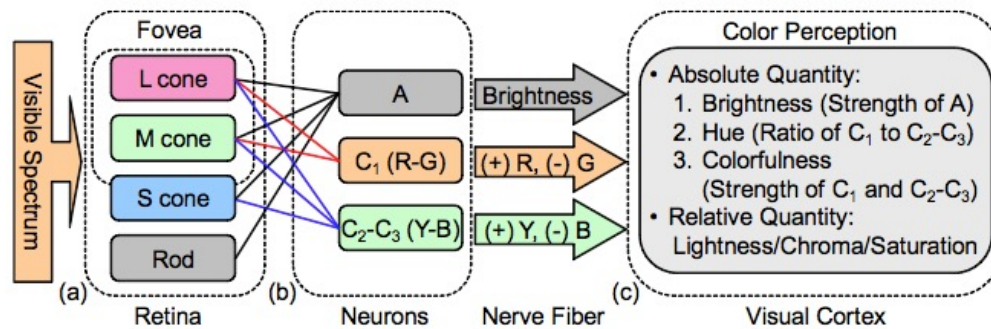 Visible Spectrum
(a)
Fovea
L cone
M cone
S cone
Rod
Retina
(b)
A
C₁ (R-G)
C₂-C₃ (Y-B)
Neurons
Brightness
(+) R, (-) G
(+) Y, (-) B
Nerve Fiber
(c)
Color Perception
• Absolute Quantity:
1. Brightness (Strength of A)
2. Hue (Ratio of C₁ to C₂-C₃)
3. Colorfulness
(Strength of C₁ and C₂-C₃)
• Relative Quantity:
Lightness/Chroma/Saturation
Visual Cortex